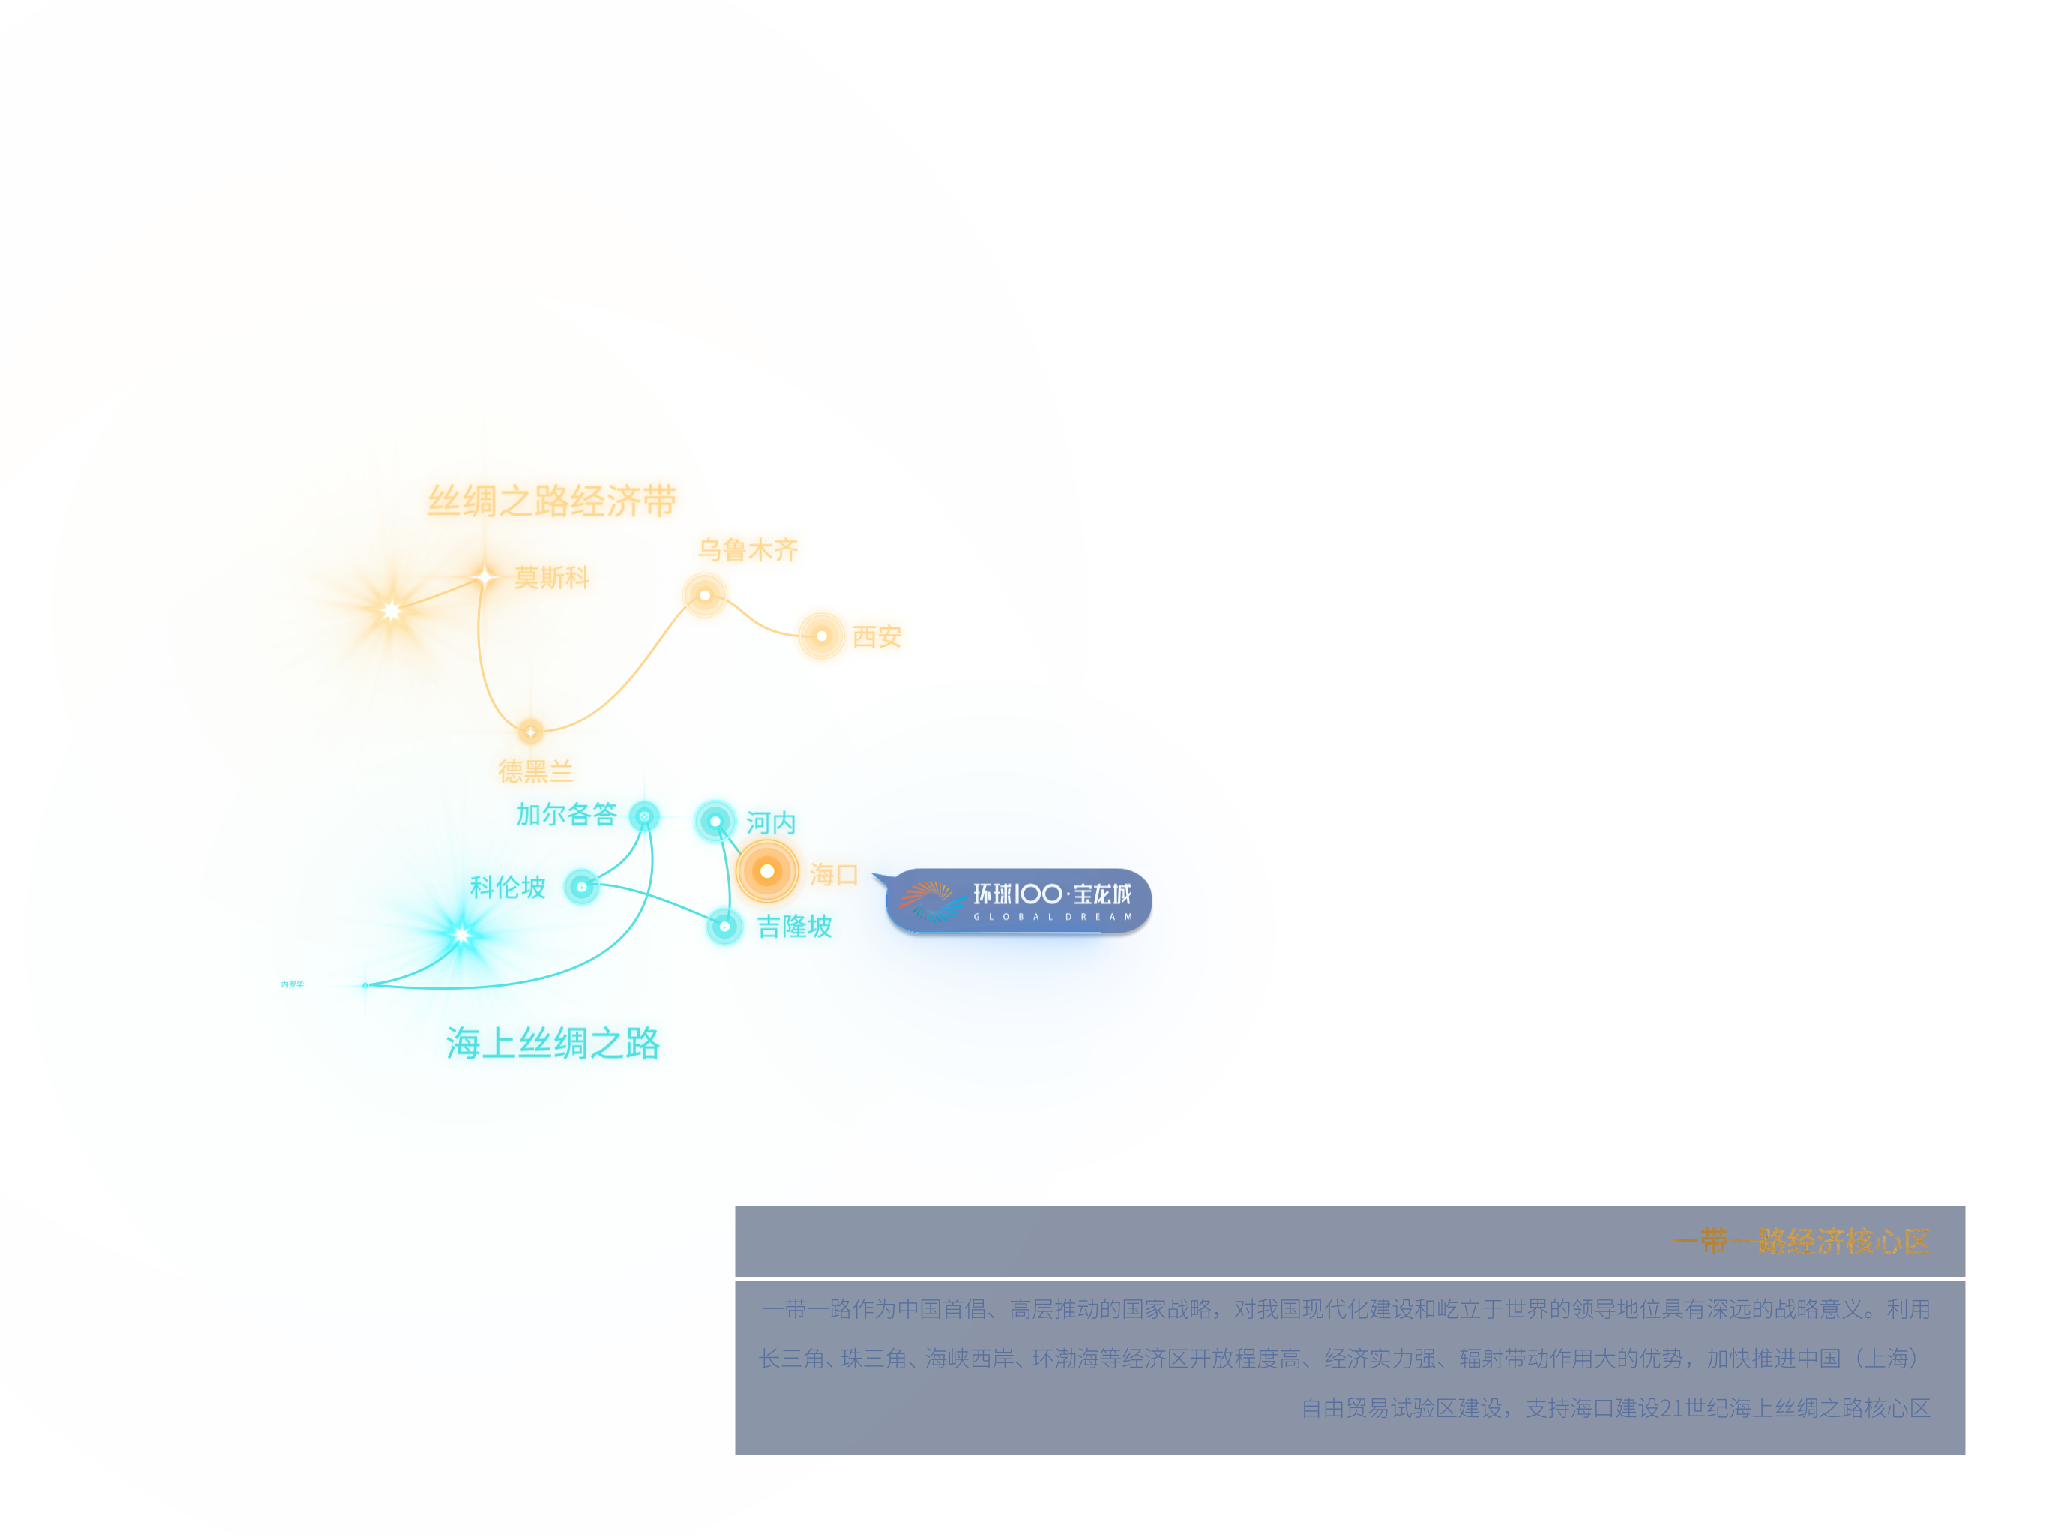 丝绸之路经济带
乌鲁木齐
莫斯科
西安
德黑兰
加尔各答
河内
海口
科伦坡
环球100·宝龙城
GLOBAL DREAM
吉隆坡
内罗毕
海上丝绸之路
一带一路经济核心区
一带一路作为中国首倡、高层推动的国家战略，对我国现代化建设和屹立于世界的领导地位具有深远的战略意义。利用
长三角、珠三角、海峡西岸、环渤海等经济区开放程度高、经济实力强、辐射带动作用大的优势，加快推进中国（上海）
自由贸易试验区建设，支持海口建设21世纪海上丝绸之路核心区